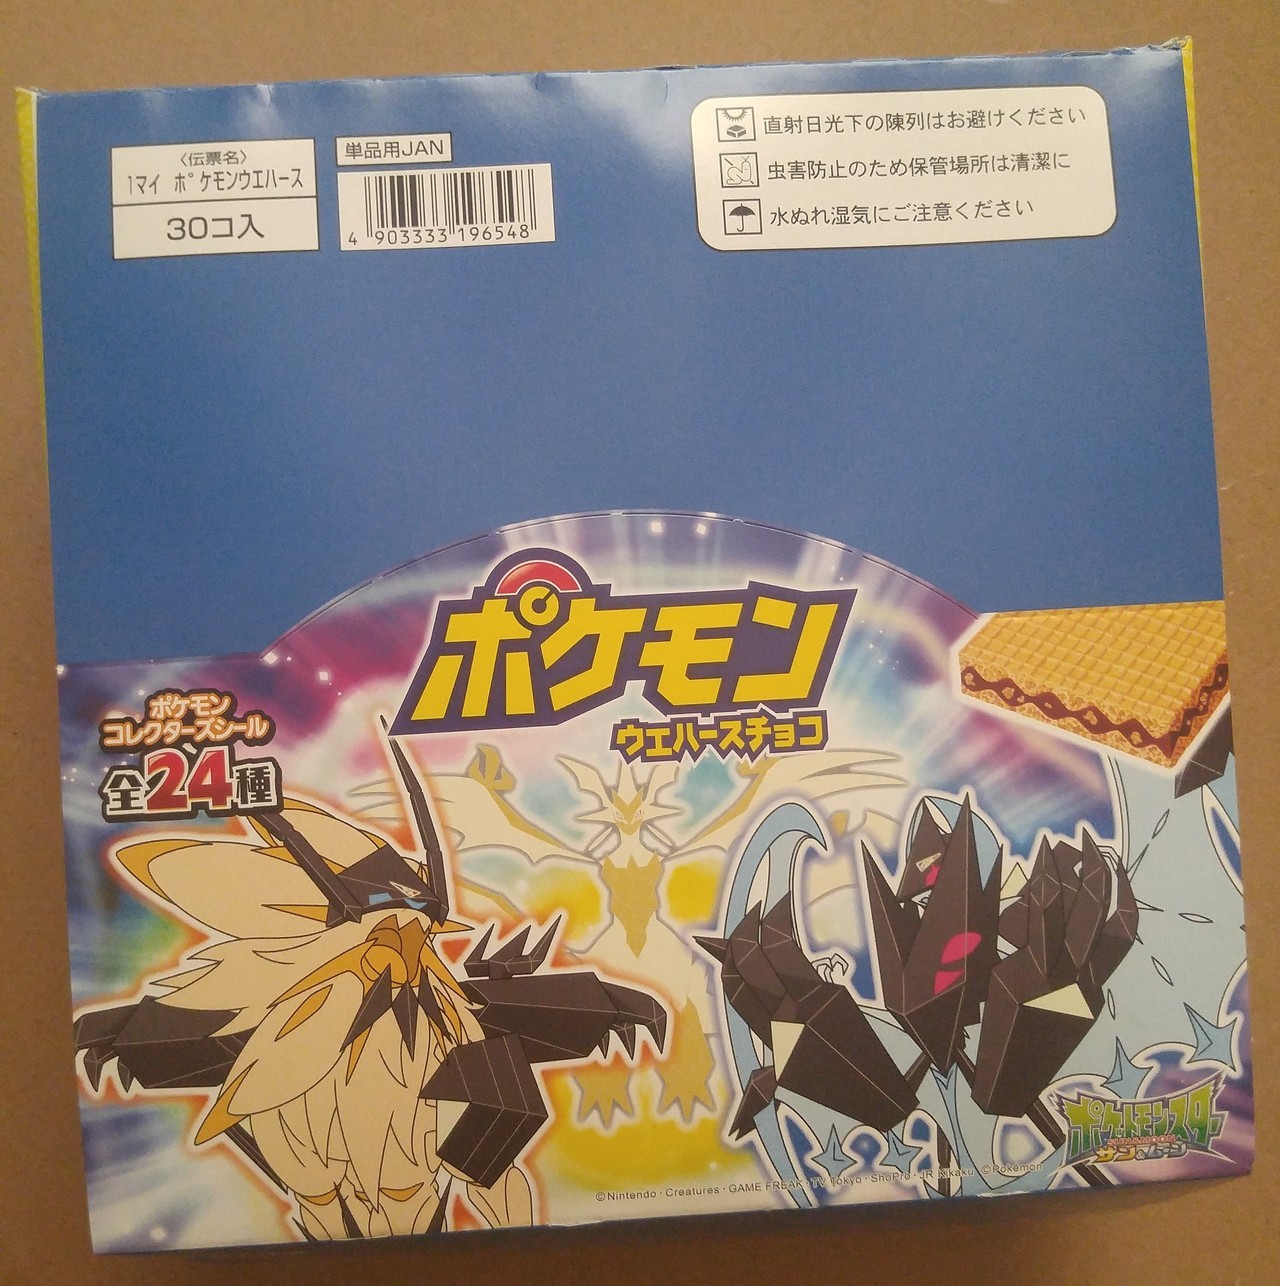 〈伝票名〉
1マイ ポケモンウエハース
30コ入
単品用JAN
4 903333 196548
直射日光下の陳列はお避けください
虫害防止のため保管場所は清潔に
水ぬれ湿気にご注意ください
ポケモン
ウエハースチョコ
ポケモン
コレクターズシール
全24種
ポケットモンスター
SUN&MOON
サン&ムーン
©Nintendo・Creatures・GAME FREAK・TV Tokyo・ShoPro・JR Kikaku ©Pokémon